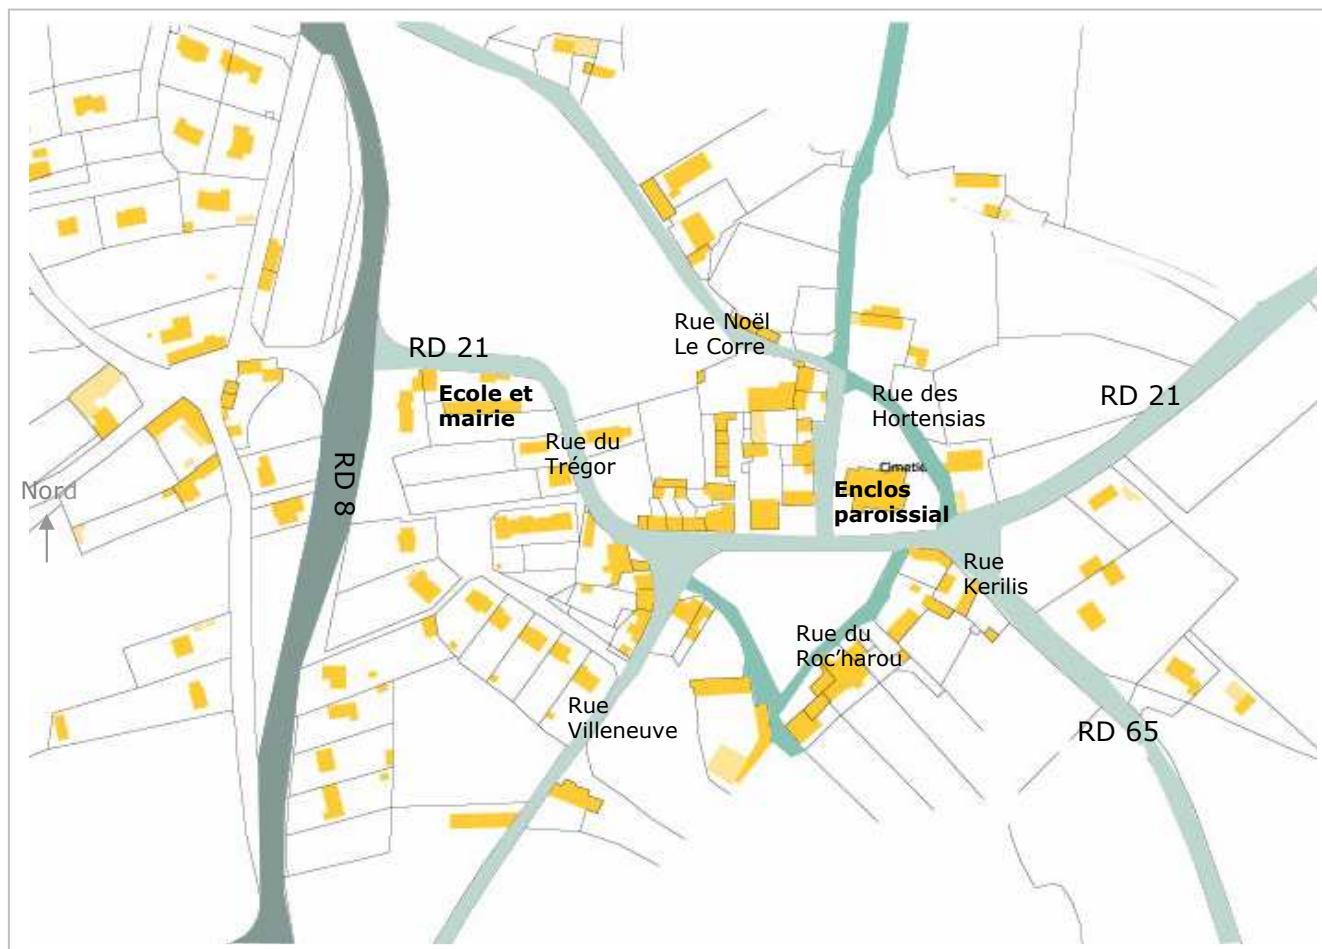 Rue Noël
Le Corre
RD 21
Ecole et
mairie
Rue des
Hortensias
RD 21
Rue du
Trégor
RD 8
Nord
Cimetiè.
Enclos
paroissial
Rue
Kerilis
Rue du
Roc'harou
Rue
Villeneuve
RD 65